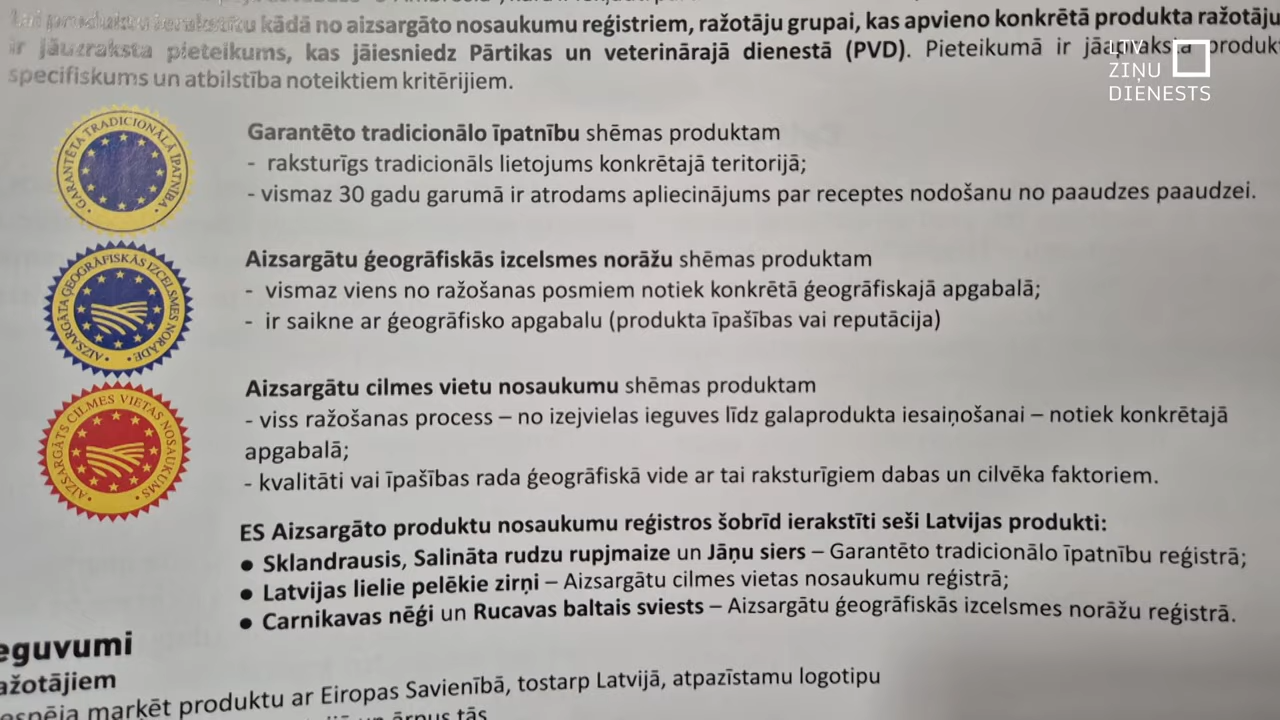 kādā no aizsargāto nosaukumu reģistriem, ražotāju grupai, kas apvieno konkrētā produkta ražotāju
ir jāuzraksta pieteikums, kas jāiesniedz Pārtikas un veterinārajā dienestā (PVD). Pieteikumā ir jāapraksta produkt
specifiskums un atbilstība noteiktiem kritērijiem.
LTV
ZIŅU
DIENESTS
GARANTĒTA TRADICIONĀLĀ ĪPATNĪBA
Garantēto tradicionālo īpatnību shēmas produktam
- raksturīgs tradicionāls lietojums konkrētajā teritorijā;
- vismaz 30 gadu garumā ir atrodams apliecinājums par receptes nodošanu no paaudzes paaudzei.
AIZSARGĀTA ĢEOGRĀFISKĀS IZCELSMES NORĀDE
Aizsargātu ģeogrāfiskās izcelsmes norāžu shēmas produktam
- vismaz viens no ražošanas posmiem notiek konkrētā ģeogrāfiskajā apgabalā;
- ir saikne ar ģeogrāfisko apgabalu (produkta īpašības vai reputācija)
AIZSARGĀTS CILMES VIETAS NOSAUKUMS
Aizsargātu cilmes vietu nosaukumu shēmas produktam
- viss ražošanas process – no izejvielas ieguves līdz galaprodukta iesaiņošanai – notiek konkrētajā
apgabalā;
- kvalitāti vai īpašības rada ģeogrāfiskā vide ar tai raksturīgiem dabas un cilvēka faktoriem.
ES Aizsargāto produktu nosaukumu reģistros šobrīd ierakstīti seši Latvijas produkti:
● Sklandrausis, Salināta rudzu rupjmaize un Jāņu siers – Garantēto tradicionālo īpatnību reģistrā;
● Latvijas lielie pelēkie zirņi – Aizsargātu cilmes vietas nosaukumu reģistrā;
● Carnikavas nēģi un Rucavas baltais sviests – Aizsargātu ģeogrāfiskās izcelsmes norāžu reģistrā.
eguvumi
ažotājiem
espēja marķēt produktu ar Eiropas Savienībā, tostarp Latvijā, atpazīstamu logotipu
un ārpus tās